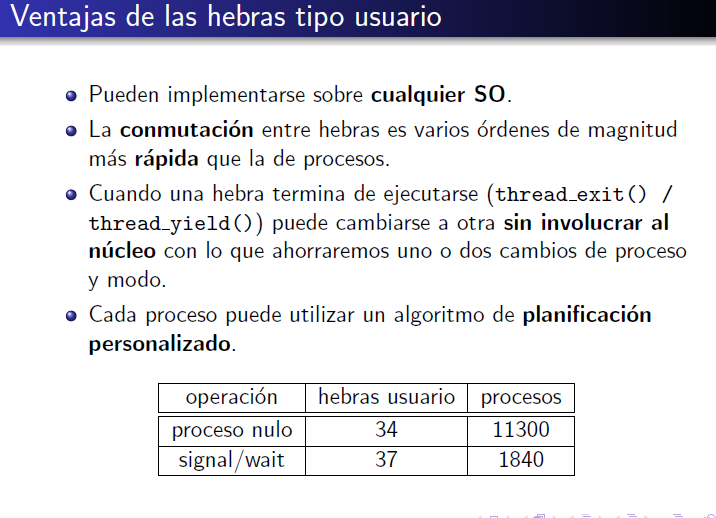 Ventajas de las hebras tipo usuario
Pueden implementarse sobre cualquier SO.
La conmutación entre hebras es varios órdenes de magnitud
más rápida que la de procesos.
Cuando una hebra termina de ejecutarse (thread_exit() /
thread_yield()) puede cambiarse a otra sin involucrar al
núcleo con lo que ahorraremos uno o dos cambios de proceso
y modo.
Cada proceso puede utilizar un algoritmo de planificación
personalizado.
operación hebras usuario procesos
proceso nulo 34 11300
signal/wait 37 1840